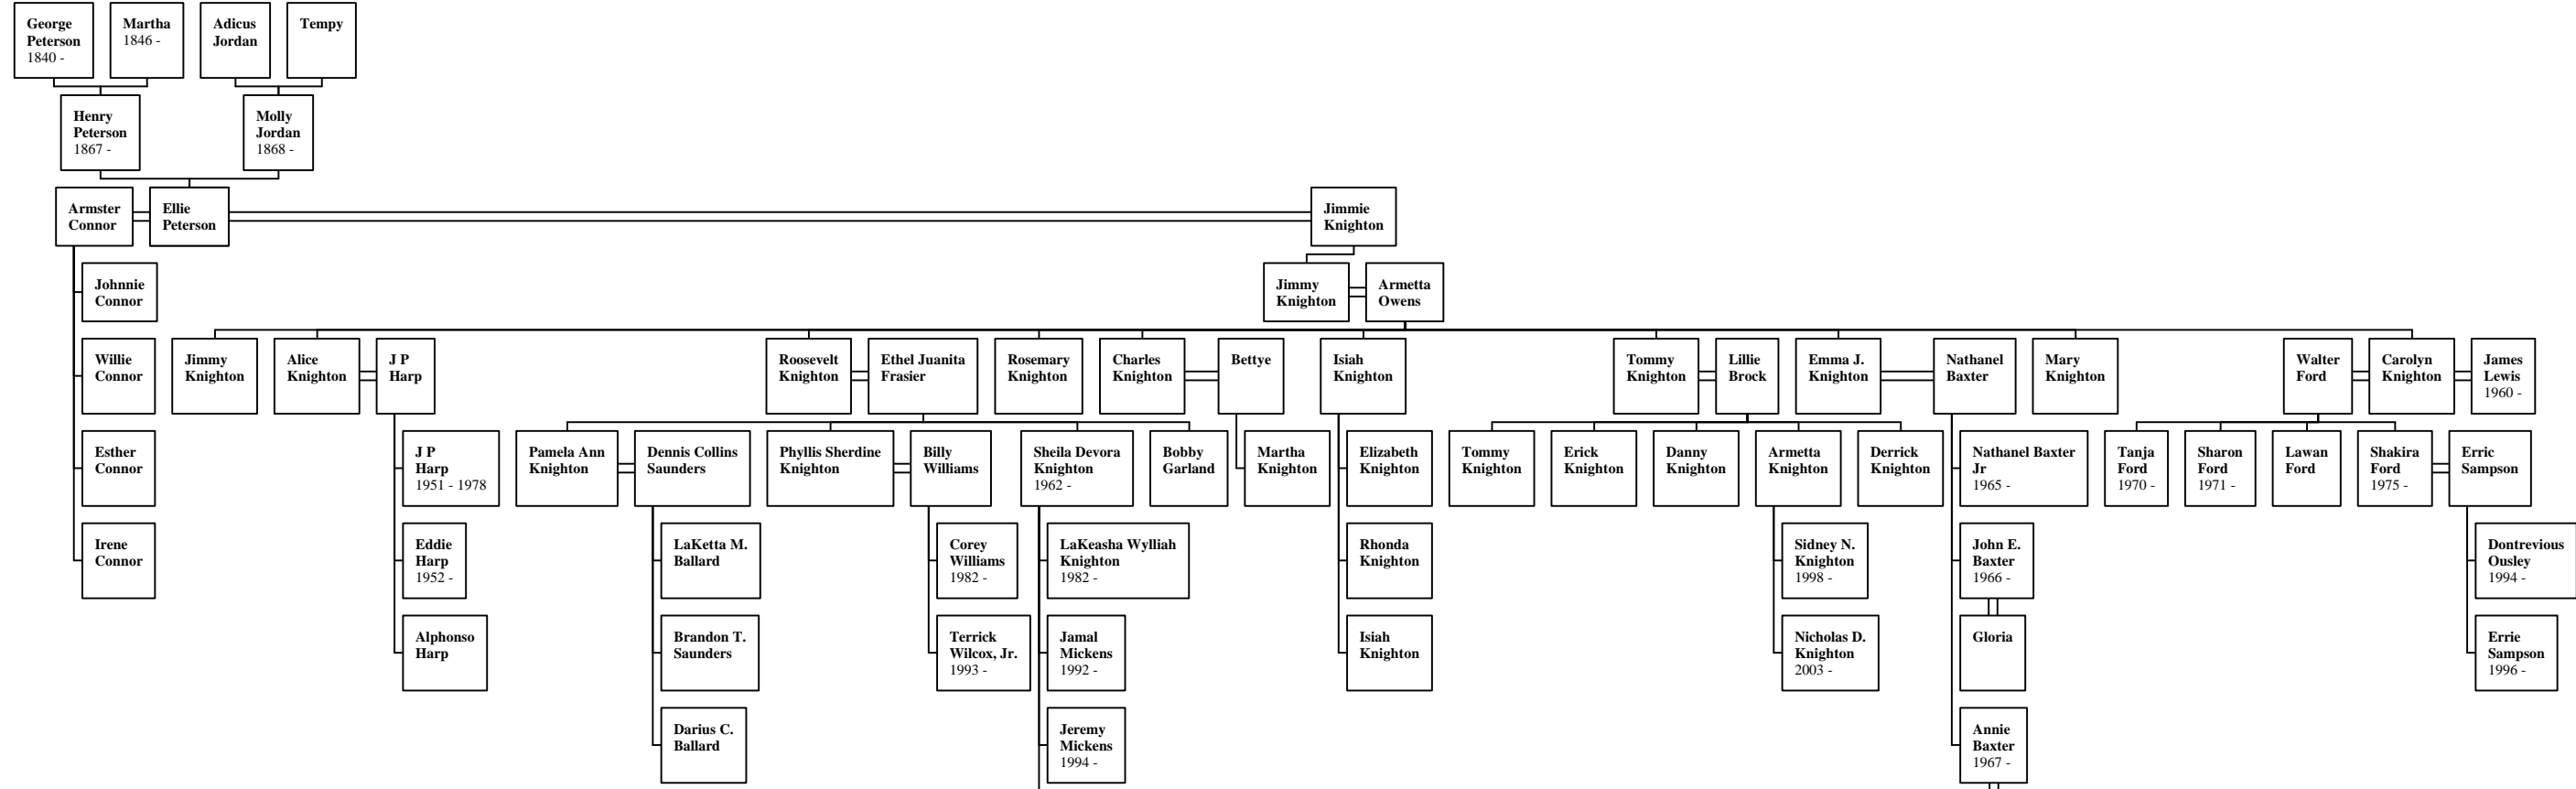 George
Peterson
1840 -
Martha
1846 -
Adicus
Jordan
Tempy
Henry
Peterson
1867 -
Molly
Jordan
1868 -
Armster
Connor
Ellie
Peterson
Jimmie
Knighton
Johnnie
Connor
Jimmy
Knighton
Armetta
Owens
Willie
Connor
Jimmy
Knighton
Alice
Knighton
J P
Harp
Roosevelt
Knighton
Ethel Juanita
Frasier
Rosemary
Knighton
Charles
Knighton
Bettye
Isiah
Knighton
Tommy
Knighton
Lillie
Brock
Emma J.
Knighton
Nathanel
Baxter
Mary
Knighton
Walter
Ford
Carolyn
Knighton
James
Lewis
1960 -
Esther
Connor
J P
Harp
1951 - 1978
Pamela Ann
Knighton
Dennis Collins
Saunders
Phyllis Sherdine
Knighton
Billy
Williams
Sheila Devora
Knighton
1962 -
Bobby
Garland
Martha
Knighton
Elizabeth
Knighton
Tommy
Knighton
Erick
Knighton
Danny
Knighton
Armetta
Knighton
Derrick
Knighton
Nathanel Baxter
Jr
1965 -
Tanja
Ford
1970 -
Sharon
Ford
1971 -
Lawan
Ford
Shakira
Ford
1975 -
Erric
Sampson
Irene
Connor
Eddie
Harp
1952 -
LaKetta M.
Ballard
Corey
Williams
1982 -
LaKeasha Wylliah
Knighton
1982 -
Rhonda
Knighton
Sidney N.
Knighton
1998 -
John E.
Baxter
1966 -
Dontrevious
Ousley
1994 -
Alphonso
Harp
Brandon T.
Saunders
Terrick
Wilcox, Jr.
1993 -
Jamal
Mickens
1992 -
Isiah
Knighton
Nicholas D.
Knighton
2003 -
Gloria
Errie
Sampson
1996 -
Darius C.
Ballard
Jeremy
Mickens
1994 -
Annie
Baxter
1967 -